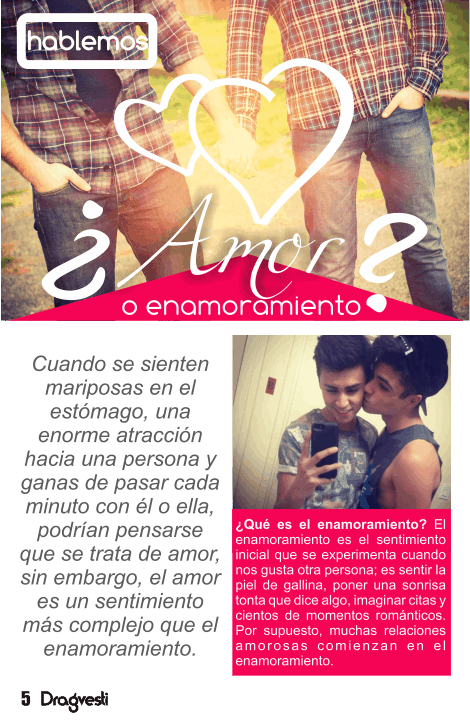 hablemos
¿Amor?
o enamoramiento
Cuando se sienten
mariposas en el
estómago, una
enorme atracción
hacia una persona y
ganas de pasar cada
minuto con él o ella,
podrían pensarse
que se trata de amor,
sin embargo, el amor
es un sentimiento
más complejo que el
enamoramiento.
¿Qué es el enamoramiento? El
enamoramiento es el sentimiento
inicial que se experimenta cuando
nos gusta otra persona; es sentir la
piel de gallina, poner una sonrisa
tonta que dice algo, imaginar citas y
cientos de momentos románticos.
Por supuesto, muchas relaciones
amorosas comienzan en el
enamoramiento.
5 Dragvesti